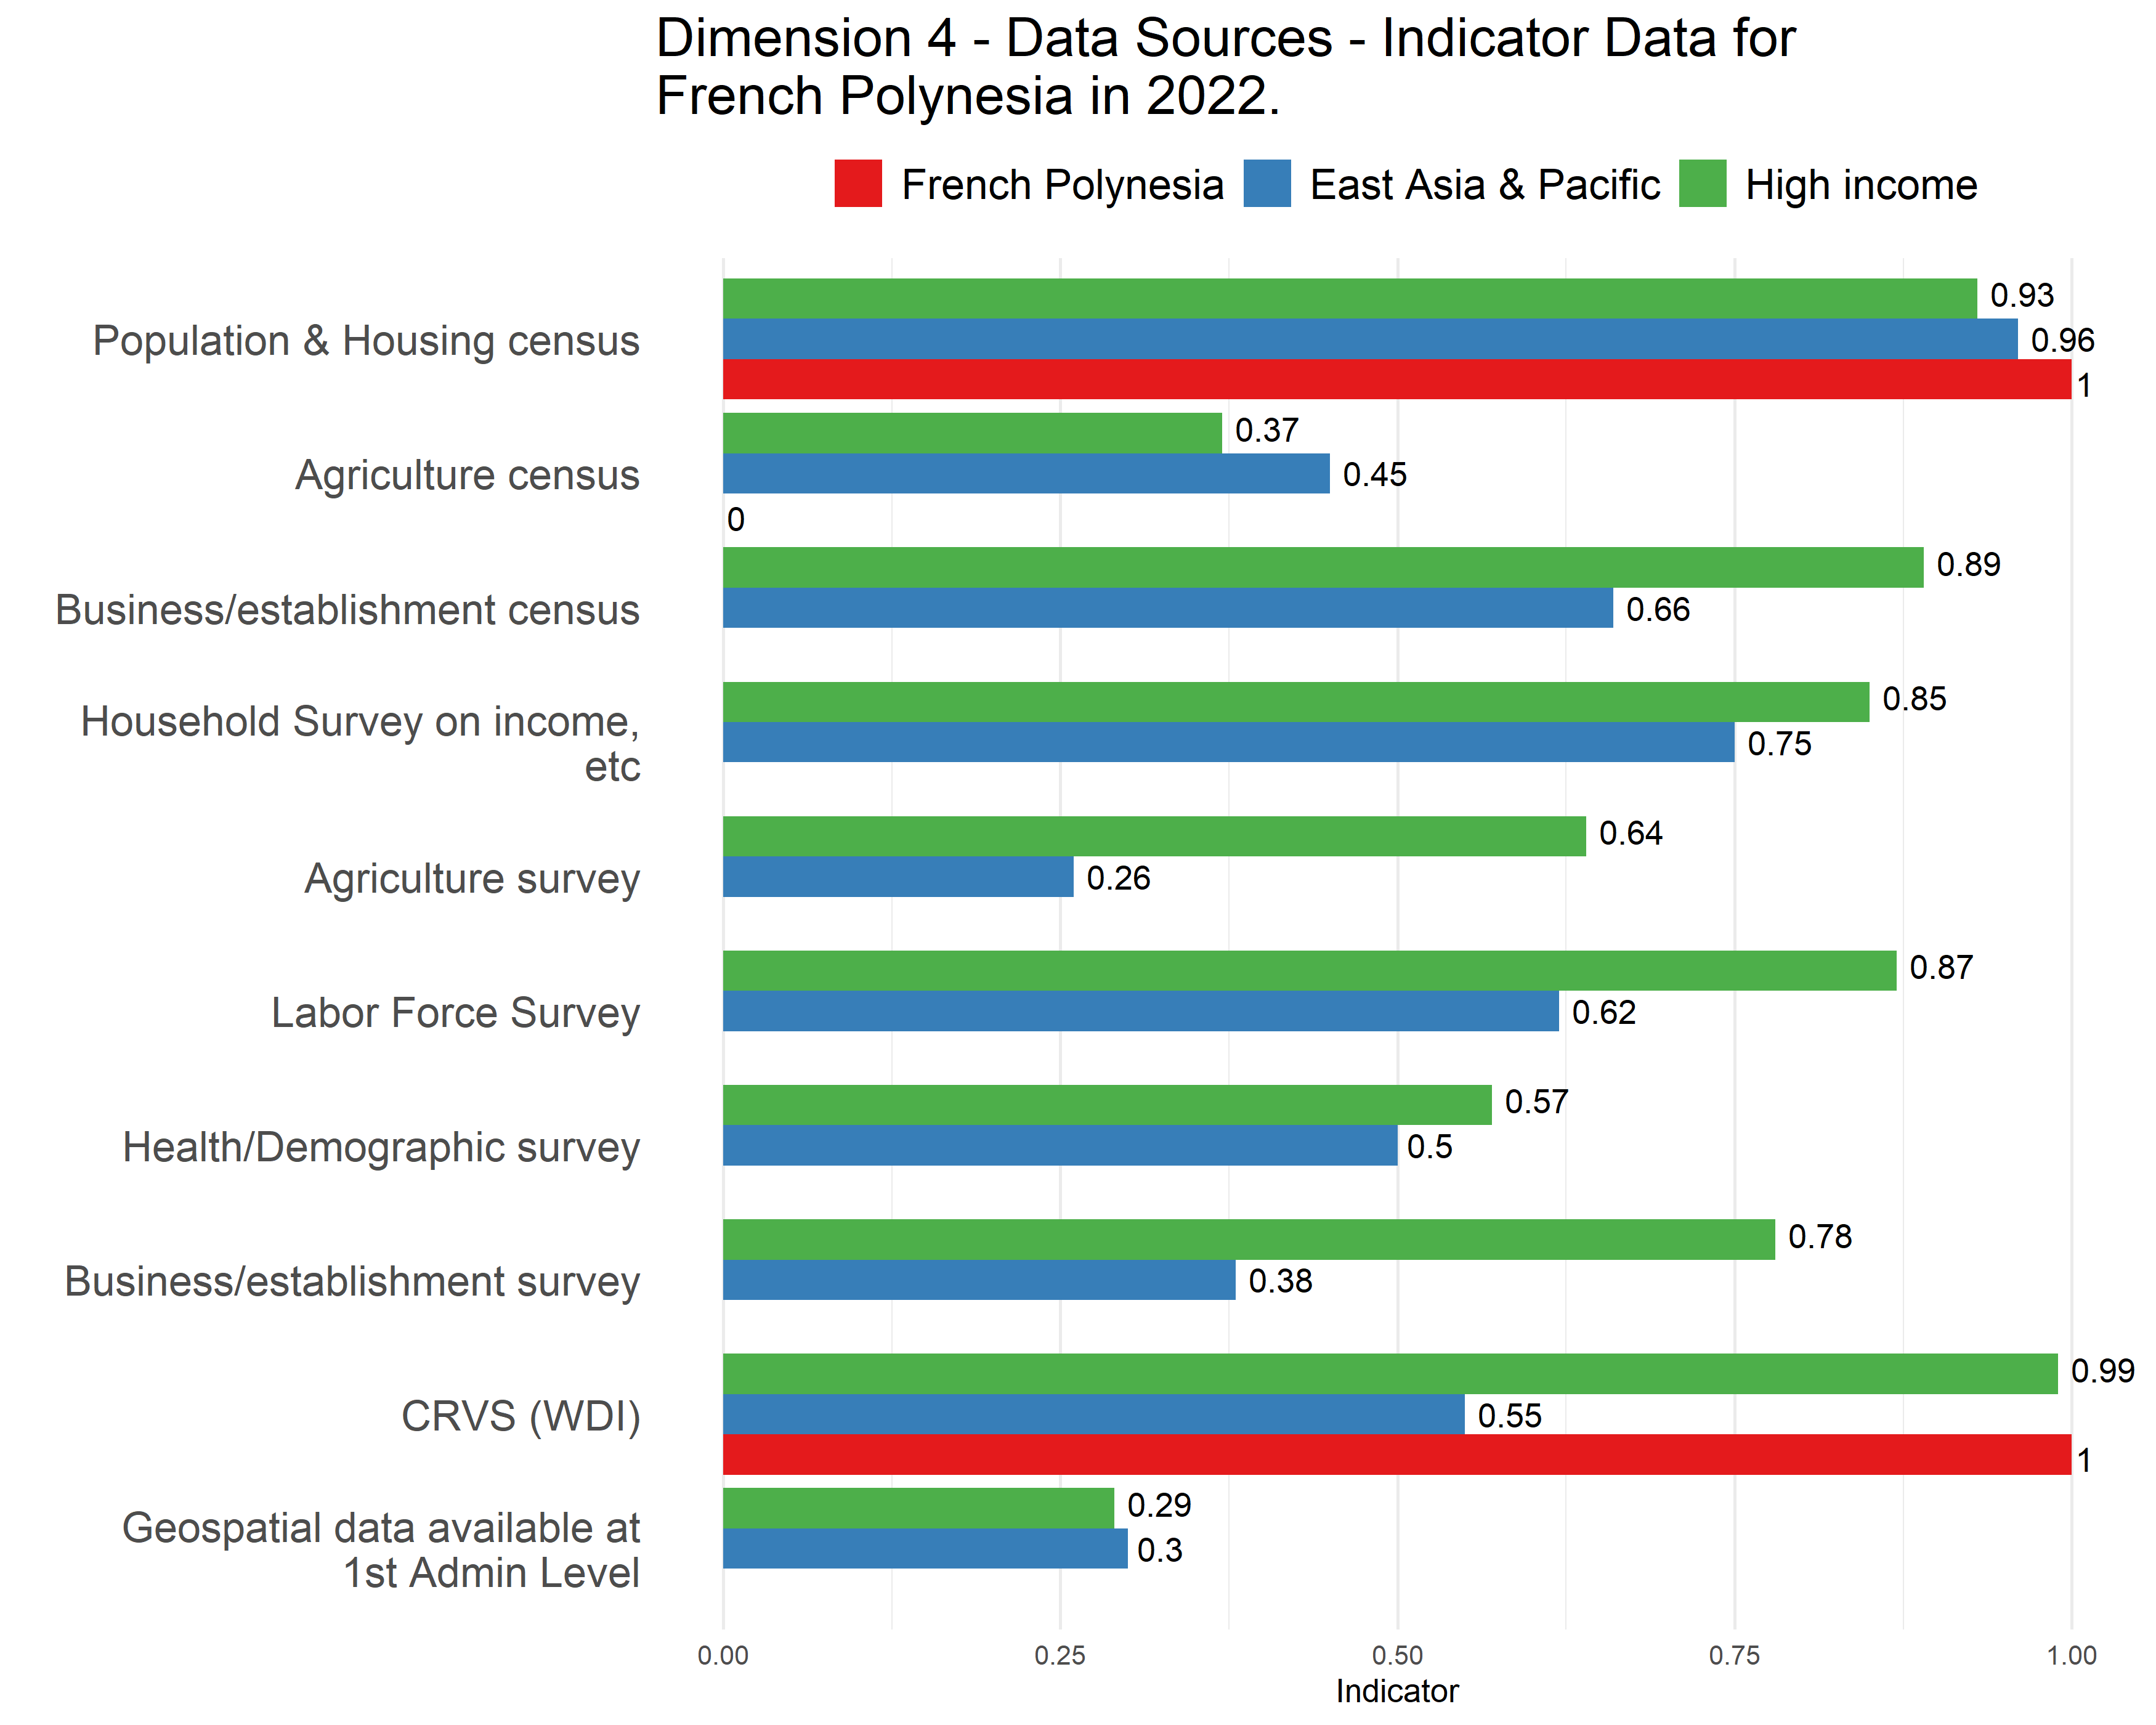 Dimension 4 - Data Sources - Indicator Data for
French Polynesia in 2022.
French Polynesia East Asia & Pacific High income
Population & Housing census
0.93
0.96
1
Agriculture census
0.37
0.45
0
Business/establishment census
0.89
0.66
Household Survey on income,
etc
0.85
0.75
Agriculture survey
0.64
0.26
Labor Force Survey
0.87
0.62
Health/Demographic survey
0.57
0.5
Business/establishment survey
0.78
0.38
CRVS (WDI)
0.99
0.55
1
Geospatial data available at
1st Admin Level
0.29
0.3
0.00 0.25 0.50 0.75 1.00
Indicator